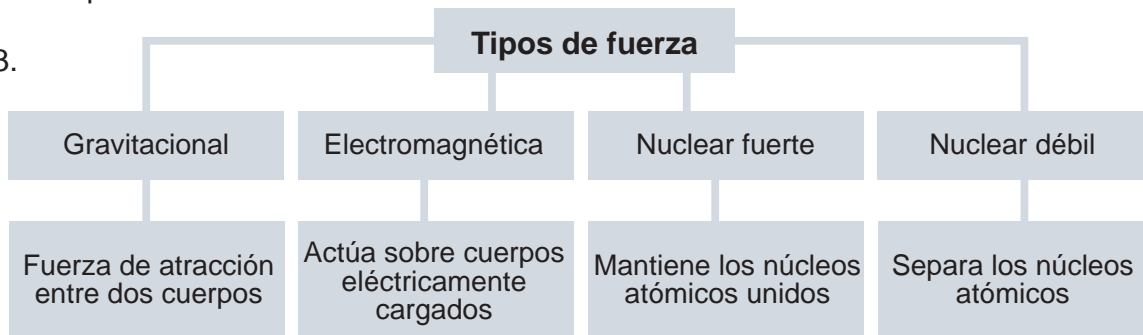 3.
Tipos de fuerza
Gravitacional
Electromagnética
Nuclear fuerte
Nuclear débil
Fuerza de atracción
entre dos cuerpos
Actúa sobre cuerpos
eléctricamente
cargados
Mantiene los núcleos
atómicos unidos
Separa los núcleos
atómicos